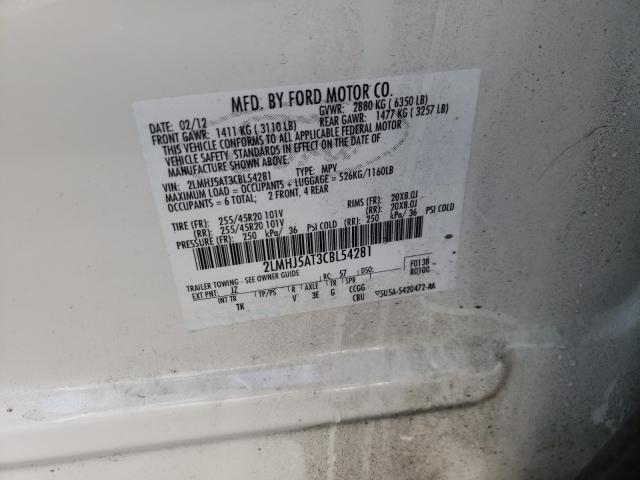 MFD. BY FORD MOTOR CO.
DATE: 02/12 GVWR: 2880 KG ( 6350 LB)
FRONT GAWR: 1411 KG ( 3110 LB) REAR GAWR: 1477 KG ( 3257 LB)
THIS VEHICLE CONFORMS TO ALL APPLICABLE FEDERAL MOTOR
VEHICLE SAFETY STANDARDS IN EFFECT ON THE DATE OF
MANUFACTURE SHOWN ABOVE.
VIN: 2LMHJ5AT3CBL54281 TYPE: MPV
MAXIMUM LOAD = OCCUPANTS + LUGGAGE = 526KG/1160LB
OCCUPANTS = 6 TOTAL; 2 FRONT, 4 REAR
TIRE (FR): 255/45R20 101V RIMS (FR): 20X8.0J
(RR): 255/45R20 101V (RR): 20X8.0J
PRESSURE (FR): 250 kPa/ 36 PSI COLD (RR): 250 kPa/ 36 PSI COLD
2LMHJ5AT3CBL54281
TRAILER TOWING - SEE OWNER GUIDE
EXT PNT: JZ RC: 57 DSO: F0138
R0100
INT TR TP/PS R AXLE TR SPR
TK V 3E G CCGG
CBU 5U5A-5420472-AA